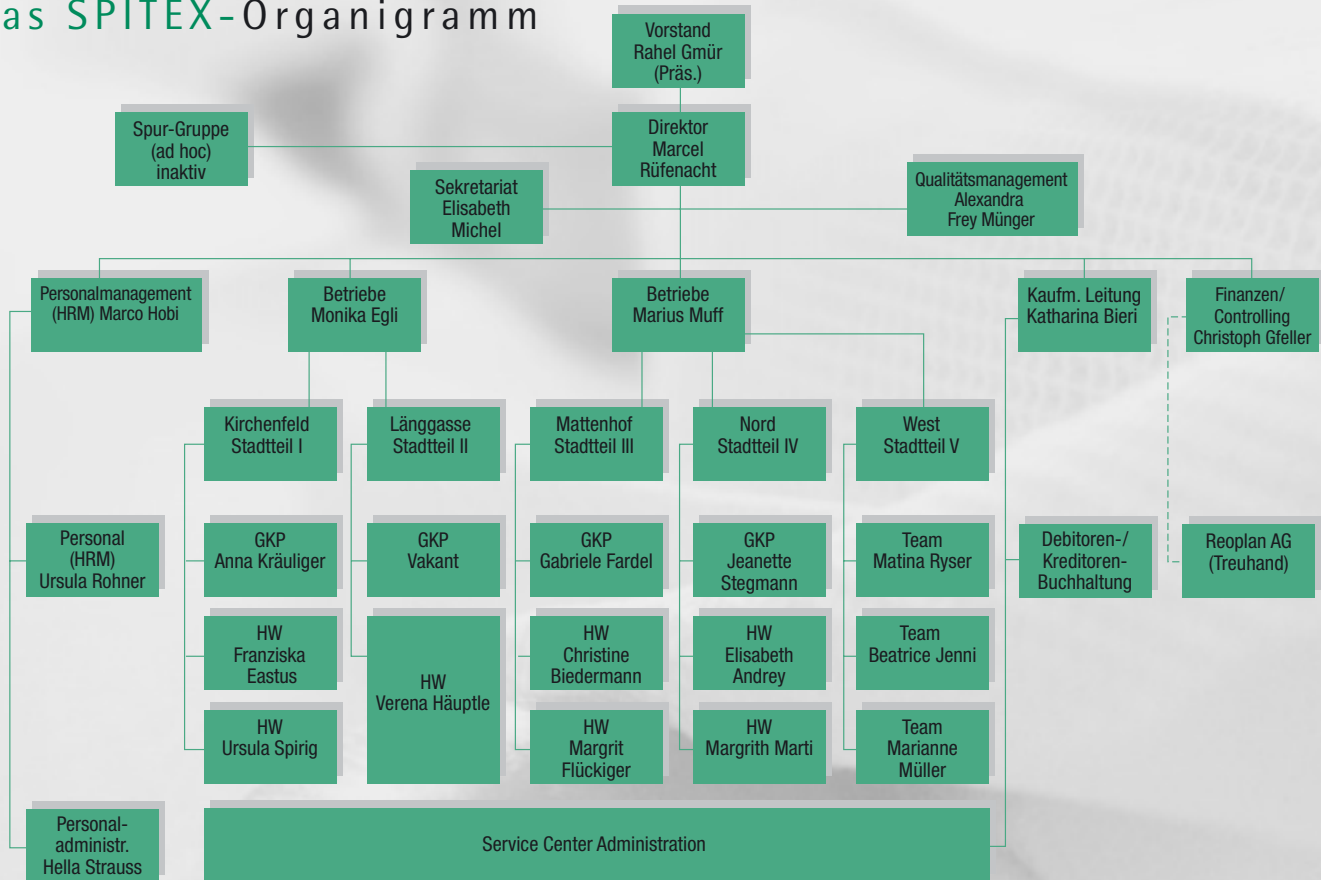 as SPITEX-Organigramm
Vorstand
Rahel Gmür
(Präs.)
Spur-Gruppe
(ad hoc)
inaktiv
Direktor
Marcel
Rüfenacht
Sekretariat
Elisabeth
Michel
Qualitätsmanagement
Alexandra
Frey Münger
Personalmanagement
(HRM) Marco Hobi
Betriebe
Monika Egli
Betriebe
Marius Muff
Kaufm. Leitung
Katharina Bieri
Finanzen/
Controlling
Christoph Gfeller
Kirchenfeld
Stadtteil I
Länggasse
Stadtteil II
Mattenhof
Stadtteil III
Nord
Stadtteil IV
West
Stadtteil V
Personal
(HRM)
Ursula Rohner
GKP
Anna Kräuliger
GKP
Vakant
GKP
Gabriele Fardel
GKP
Jeanette
Stegmann
Team
Matina Ryser
Debitoren-/
Kreditoren-
Buchhaltung
Reoplan AG
(Treuhand)
HW
Franziska
Eastus
HW
Verena Häuptle
HW
Christine
Biedermann
HW
Elisabeth
Andrey
Team
Beatrice Jenni
HW
Ursula Spirig
HW
Margrit
Flückiger
HW
Margrith Marti
Team
Marianne
Müller
Personal-
administr.
Hella Strauss
Service Center Administration